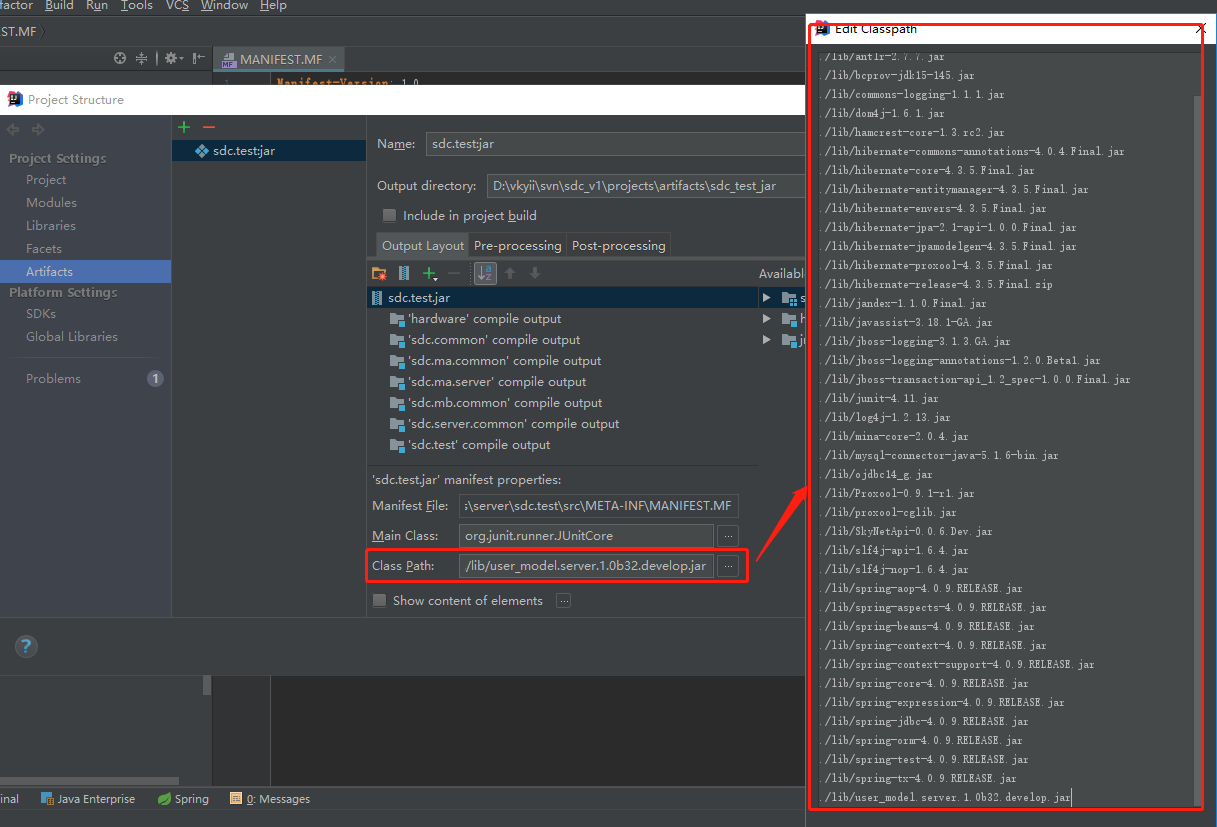 factor Build Run Tools VCS Window Help
ST.MF
MANIFEST.MF
Manifest-Version: 1.0
Project Structure
Project Settings
Project
Modules
Libraries
Facets
Artifacts
Platform Settings
SDKs
Global Libraries
Problems 1
sdc.test:jar
Name: sdc.test:jar
Output directory: D:\vkyii\svn\sdc_v1\projects\artifacts\sdc_test_jar
Include in project build
Output Layout Pre-processing Post-processing
Availabl
sdc.test.jar
'hardware' compile output
'sdc.common' compile output
'sdc.ma.common' compile output
'sdc.ma.server' compile output
'sdc.mb.common' compile output
'sdc.server.common' compile output
'sdc.test' compile output
s
h
jr
'sdc.test.jar' manifest properties:
Manifest File: :\server\sdc.test\src\META-INF\MANIFEST.MF
Main Class: org.junit.runner.JUnitCore ...
Class Path: /lib/user_model.server.1.0b32.develop.jar ...
Show content of elements ...
?
inal Java Enterprise Spring 0: Messages
Edit Classpath
./lib/antlr-2.7.7.jar
./lib/bcprov-jdk15-145.jar
./lib/commons-logging-1.1.1.jar
./lib/dom4j-1.6.1.jar
./lib/hamcrest-core-1.3.rc2.jar
./lib/hibernate-commons-annotations-4.0.4.Final.jar
./lib/hibernate-core-4.3.5.Final.jar
./lib/hibernate-entitymanager-4.3.5.Final.jar
./lib/hibernate-envers-4.3.5.Final.jar
./lib/hibernate-jpa-2.1-api-1.0.0.Final.jar
./lib/hibernate-jpamodelgen-4.3.5.Final.jar
./lib/hibernate-proxool-4.3.5.Final.jar
./lib/hibernate-release-4.3.5.Final.zip
./lib/jandex-1.1.0.Final.jar
./lib/javassist-3.18.1-GA.jar
./lib/jboss-logging-3.1.3.GA.jar
./lib/jboss-logging-annotations-1.2.0.Beta1.jar
./lib/jboss-transaction-api_1.2_spec-1.0.0.Final.jar
./lib/junit-4.11.jar
./lib/log4j-1.2.13.jar
./lib/mina-core-2.0.4.jar
./lib/mysql-connector-java-5.1.6-bin.jar
./lib/ojdbc14_g.jar
./lib/Proxool-0.9.1-r1.jar
./lib/proxool-cglib.jar
./lib/SkyNetApi-0.0.6.Dev.jar
./lib/slf4j-api-1.6.4.jar
./lib/slf4j-nop-1.6.4.jar
./lib/spring-aop-4.0.9.RELEASE.jar
./lib/spring-aspects-4.0.9.RELEASE.jar
./lib/spring-beans-4.0.9.RELEASE.jar
./lib/spring-context-4.0.9.RELEASE.jar
./lib/spring-context-support-4.0.9.RELEASE.jar
./lib/spring-core-4.0.9.RELEASE.jar
./lib/spring-expression-4.0.9.RELEASE.jar
./lib/spring-jdbc-4.0.9.RELEASE.jar
./lib/spring-orm-4.0.9.RELEASE.jar
./lib/spring-test-4.0.9.RELEASE.jar
./lib/spring-tx-4.0.9.RELEASE.jar
./lib/user_model.server.1.0b32.develop.jar